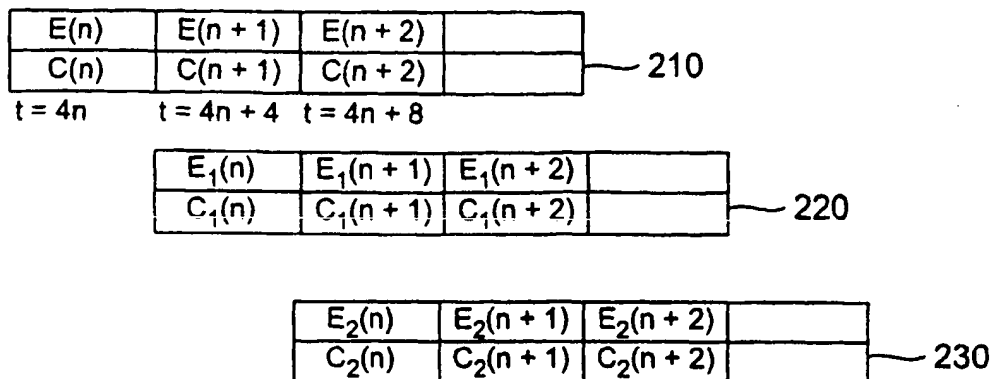 E(n) E(n + 1) E(n + 2)
C(n) C(n + 1) C(n + 2) 210
t = 4n t = 4n + 4 t = 4n + 8
E₁(n) E₁(n + 1) E₁(n + 2)
C₁(n) C₁(n + 1) C₁(n + 2) 220
E₂(n) E₂(n + 1) E₂(n + 2)
C₂(n) C₂(n + 1) C₂(n + 2) 230